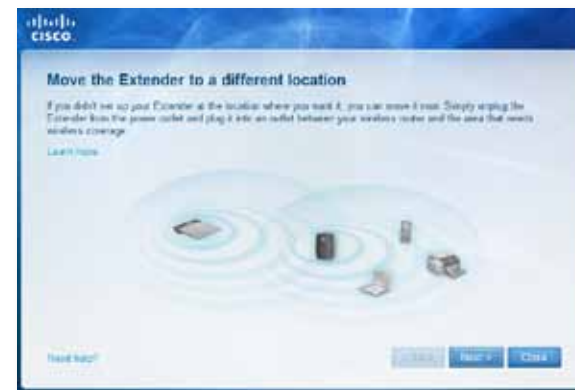 CISCO
Move the Extender to a different location
If you didn't set up your Extender at the location where you want it, you can move it now. Simply unplug the
Extender from the power outlet and plug it into an outlet between your wireless router and the area that needs
wireless coverage.
Learn more
Need help?
Next >
Close